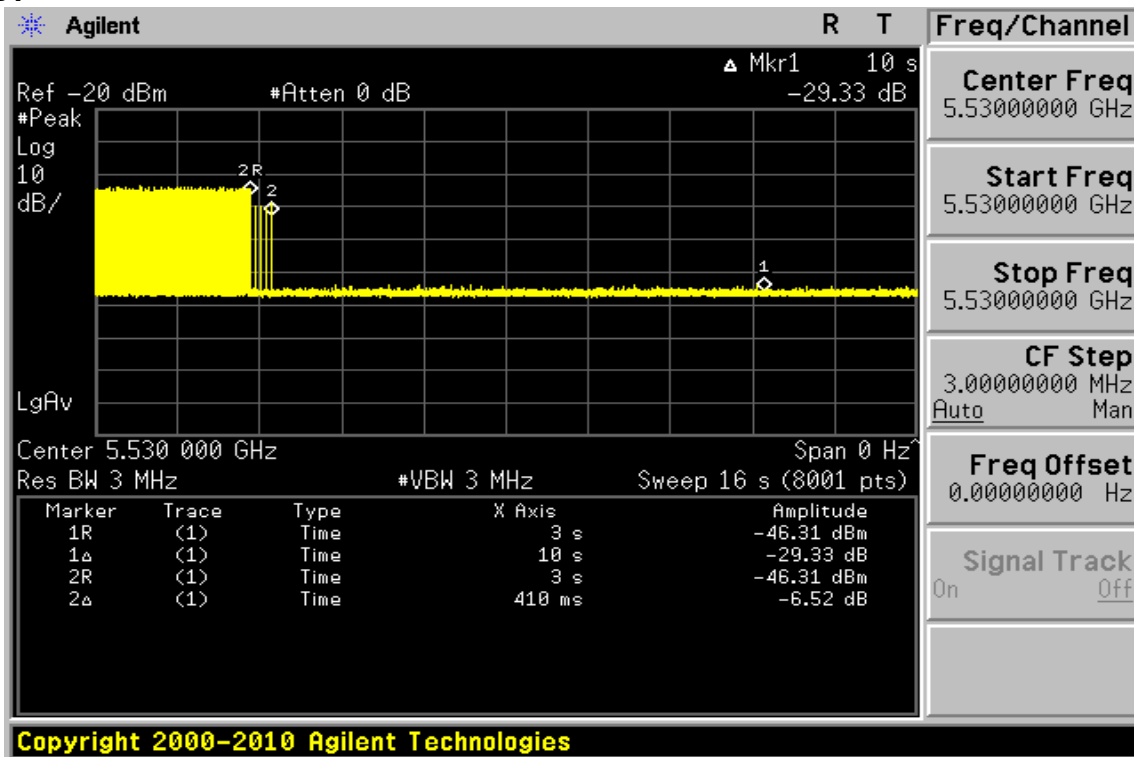 Agilent R T
Δ Mkr1 10 s
Ref −20 dBm #Atten 0 dB −29.33 dB
#Peak
Log
10
dB/
2R
2
1
LgAv
Center 5.530 000 GHz Span 0 Hz^
Res BW 3 MHz #VBW 3 MHz Sweep 16 s (8001 pts)
Marker Trace Type X Axis Amplitude
1R (1) Time 3 s −46.31 dBm
1Δ (1) Time 10 s −29.33 dB
2R (1) Time 3 s −46.31 dBm
2Δ (1) Time 410 ms −6.52 dB
Copyright 2000–2010 Agilent Technologies
Freq/Channel
Center Freq
5.53000000 GHz
Start Freq
5.53000000 GHz
Stop Freq
5.53000000 GHz
CF Step
3.00000000 MHz
Auto Man
Freq Offset
0.00000000 Hz
Signal Track
On Off